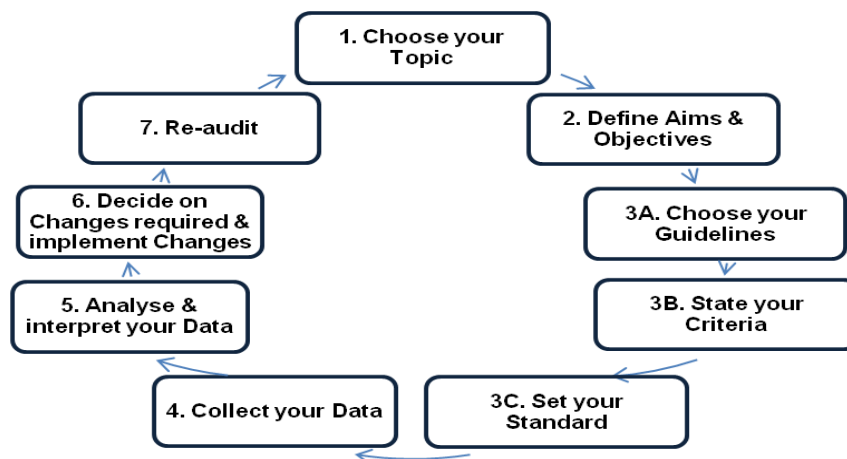 1. Choose your
Topic
2. Define Aims &
Objectives
3A. Choose your
Guidelines
3B. State your
Criteria
3C. Set your
Standard
4. Collect your Data
5. Analyse &
interpret your Data
6. Decide on
Changes required &
implement Changes
7. Re-audit